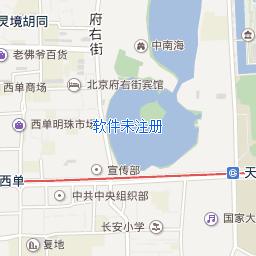 灵境胡同
府右街
中南海
老佛爷百货
西单商场
北京府右街宾馆
西单明珠市场
软件未注册
宣传部
西单
天
中共中央组织部
国家大
长安小学
复地